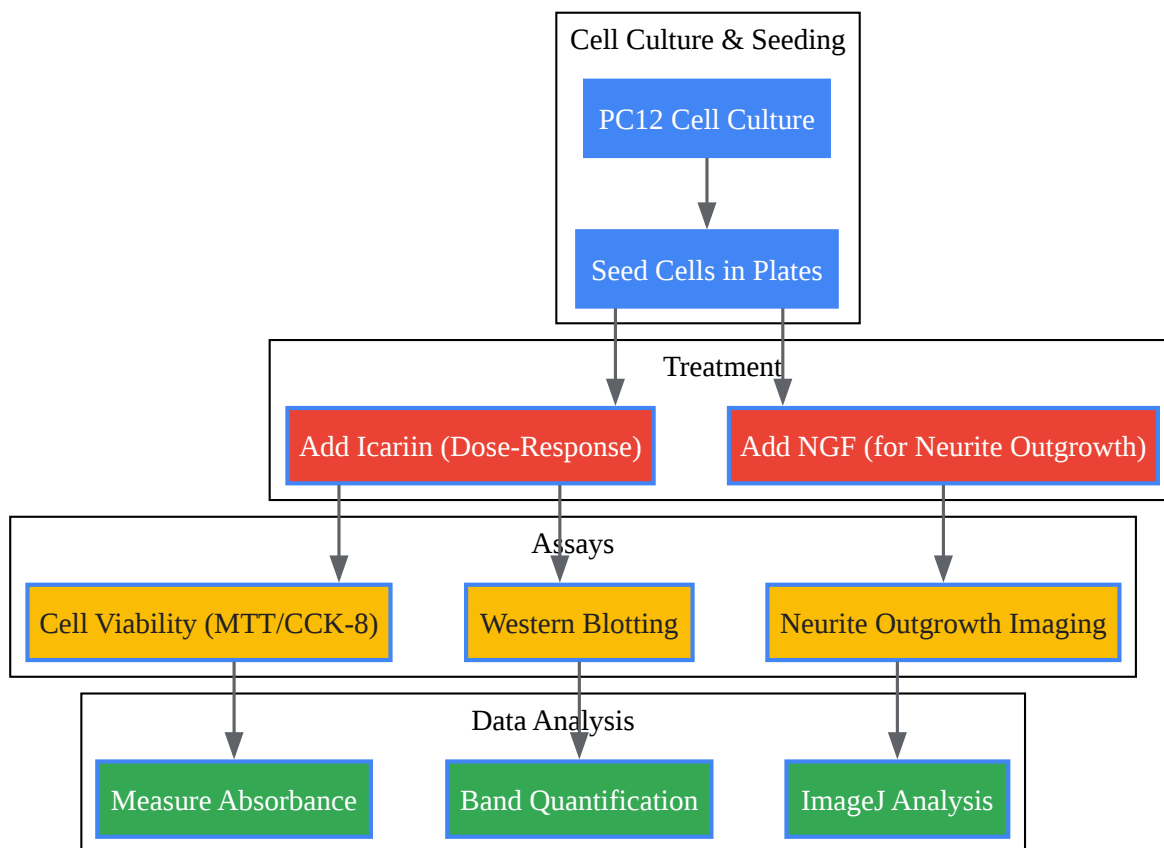 Cell Culture & Seeding
PC12 Cell Culture
Seed Cells in Plates
Treatment
Add Icariin (Dose-Response)
Add NGF (for Neurite Outgrowth)
Assays
Cell Viability (MTT/CCK-8)
Western Blotting
Neurite Outgrowth Imaging
Data Analysis
Measure Absorbance
Band Quantification
ImageJ Analysis